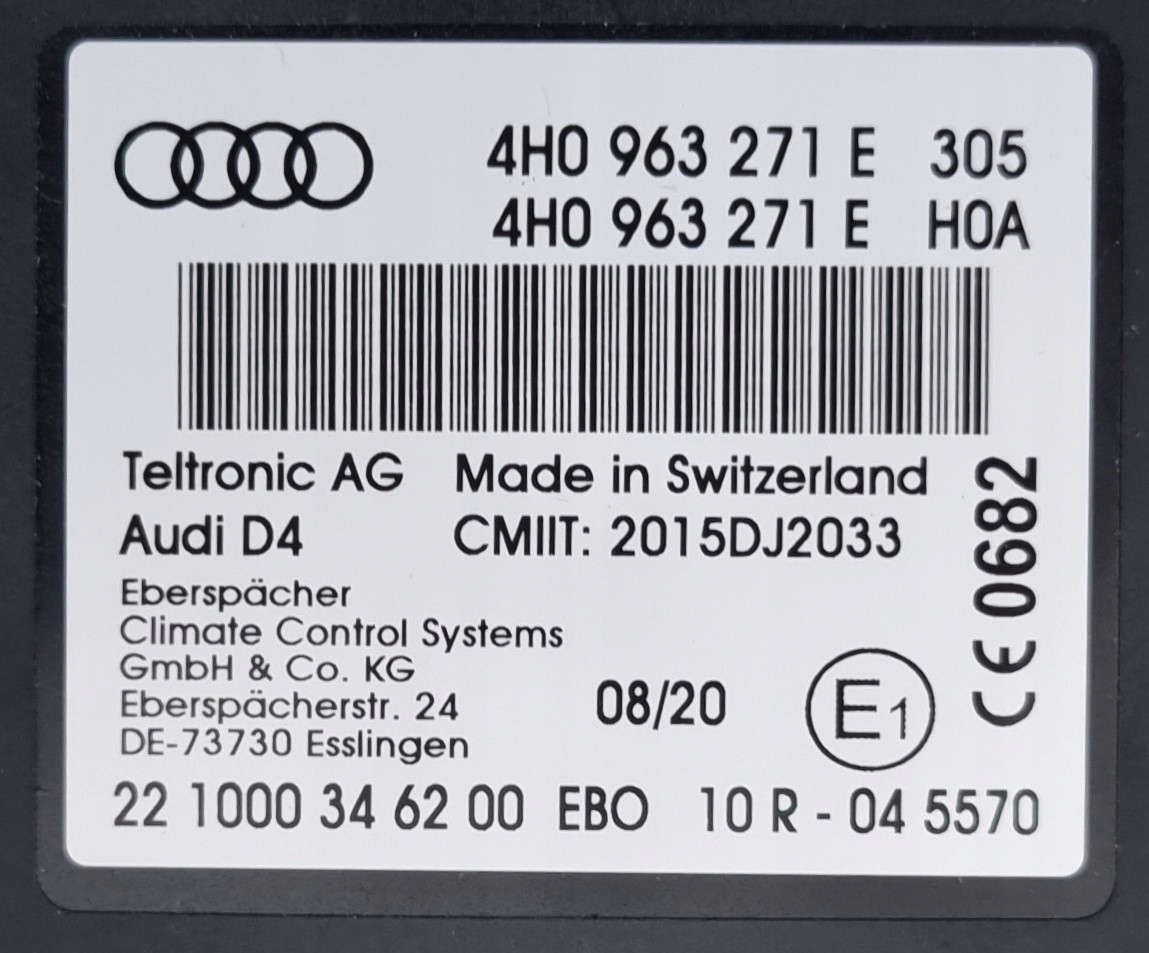 4H0 963 271 E 305
4H0 963 271 E H0A
Teltronic AG Made in Switzerland
Audi D4 CMIIT: 2015DJ2033
CE 0682
Eberspächer
Climate Control Systems
GmbH & Co. KG
Eberspächerstr. 24
DE-73730 Esslingen
08/20
E1
22 1000 34 62 00 EBO 10 R - 04 5570